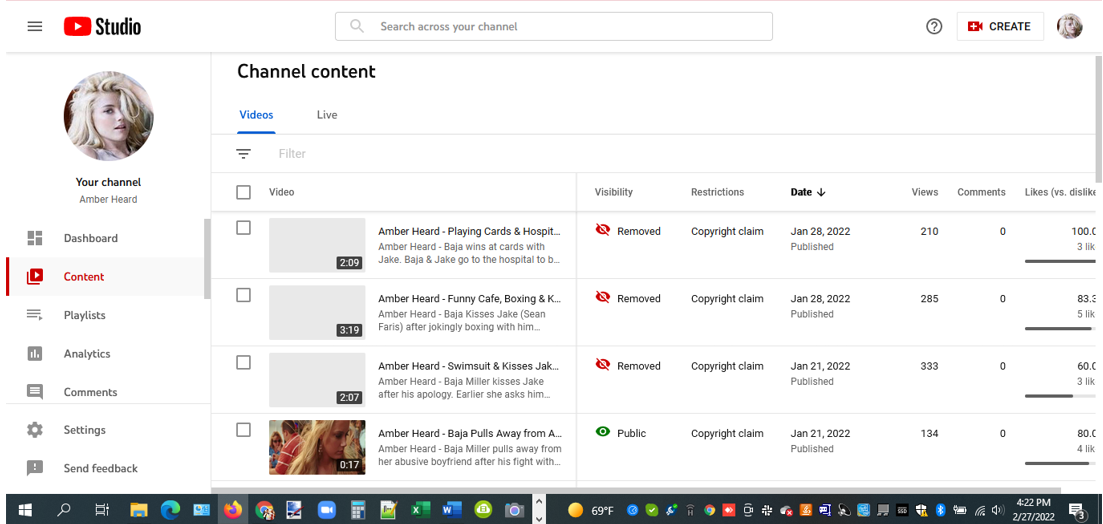 Studio
Search across your channel
CREATE
Channel content
Videos
Live
Filter
Your channel
Amber Heard
Dashboard
Content
Playlists
Analytics
Comments
Settings
Send feedback
Video
Visibility
Restrictions
Date
Views
Comments
Likes (vs. dislike
2:09
Amber Heard - Playing Cards & Hospit...
Amber Heard - Baja wins at cards with
Jake. Baja & Jake go to the hospital to b...
Removed
Copyright claim
Jan 28, 2022
Published
210
0
100.0
3 lik
3:19
Amber Heard - Funny Cafe, Boxing & K...
Amber Heard - Baja Kisses Jake (Sean
Faris) after jokingly boxing with him...
Removed
Copyright claim
Jan 28, 2022
Published
285
0
83.3
5 lik
2:07
Amber Heard - Swimsuit & Kisses Jak...
Amber Heard - Baja Miller kisses Jake
after his apology. Earlier she asks him...
Removed
Copyright claim
Jan 21, 2022
Published
333
0
60.0
3 lik
0:17
Amber Heard - Baja Pulls Away from A...
Amber Heard - Baja Miller pulls away from
her abusive boyfriend after his fight with...
Public
Copyright claim
Jan 21, 2022
Published
134
0
80.0
4 lik
69°F
4:22 PM
2/27/2022
3